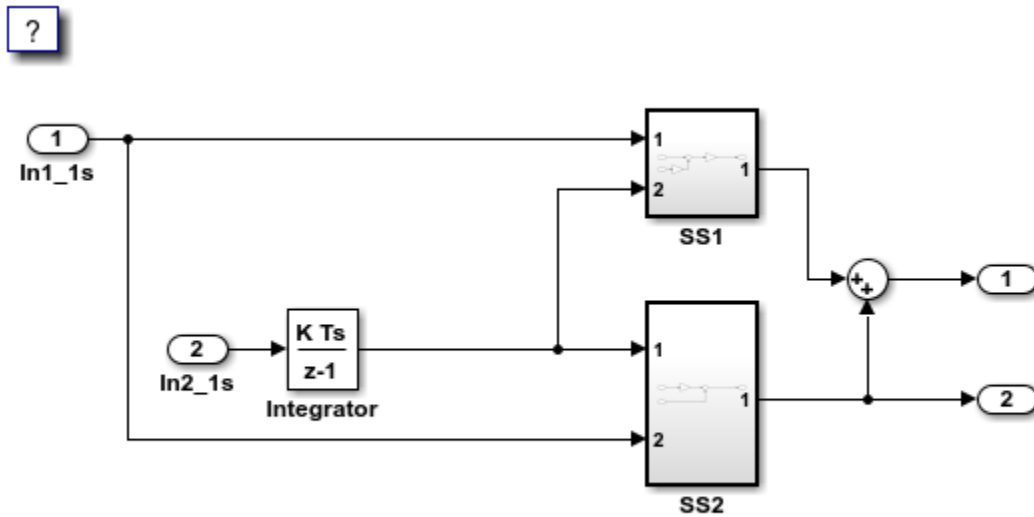 ?
1
In1_1s
1
2
1
SS1
2
In2_1s
K Ts
z-1
Integrator
1
2
1
SS2
+
+
1
2